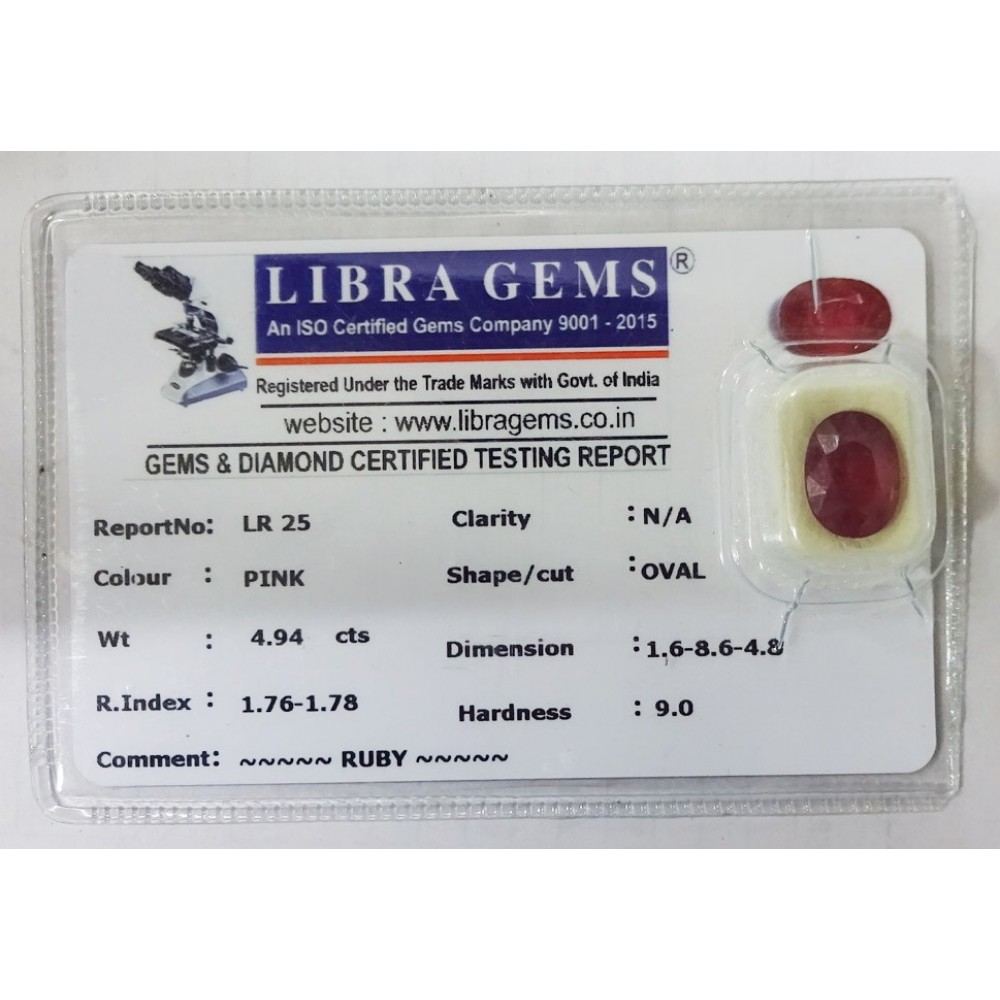 LIBRA GEMS ®
An ISO Certified Gems Company 9001 - 2015
Registered Under the Trade Marks with Govt. of India
website : www.libragems.co.in
GEMS & DIAMOND CERTIFIED TESTING REPORT
ReportNo: LR 25 Clarity : N/A
Colour : PINK Shape/cut : OVAL
Wt : 4.94 cts Dimension : 1.6-8.6-4.8
R.Index : 1.76-1.78 Hardness : 9.0
Comment: ~~~~~ RUBY ~~~~~